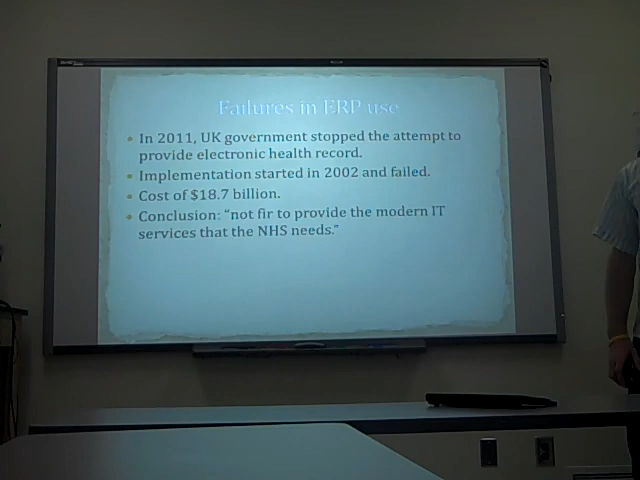 Failures in ERP use
In 2011, UK government stopped the attempt to
provide electronic health record.
Implementation started in 2002 and failed.
Cost of $18.7 billion.
Conclusion: “not fir to provide the modern IT
services that the NHS needs.”